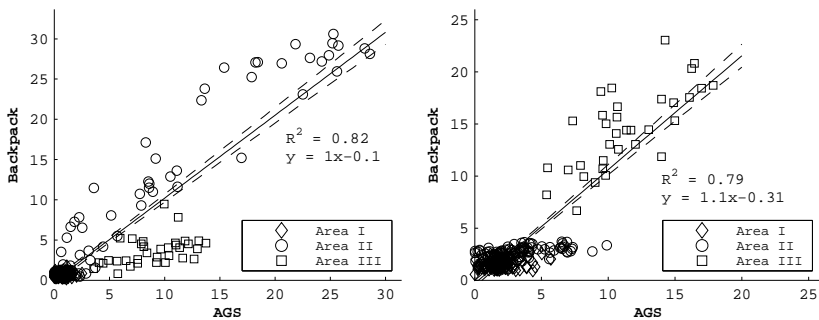 30
25
20
15
10
5
0
Backpack
0 5 10 15 20 25 30
AGS
R² = 0.82
y = 1x-0.1
Area I
Area II
Area III
25
20
15
10
5
0
Backpack
0 5 10 15 20 25
AGS
R² = 0.79
y = 1.1x-0.31
Area I
Area II
Area III